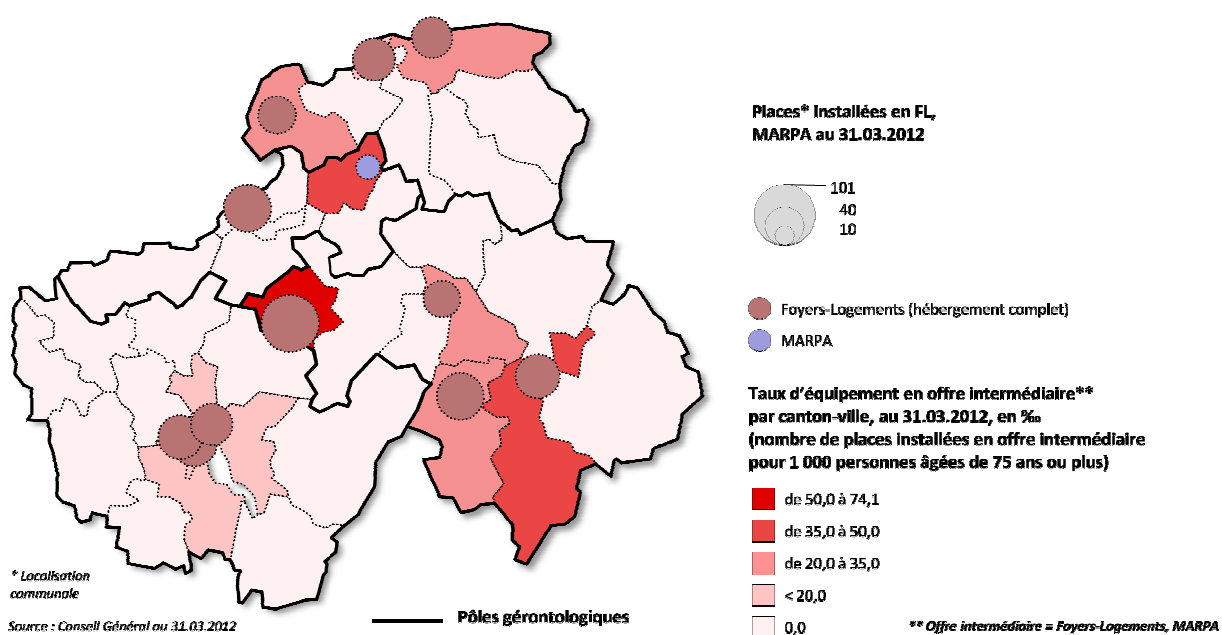 Places* Installées en FL,
MARPA au 31.03.2012
101
40
10
Foyers-Logements (hébergement complet)
MARPA
Taux d'équipement en offre intermédiaire**
par canton-ville, au 31.03.2012, en ‰
(nombre de places installées en offre intermédiaire
pour 1 000 personnes âgées de 75 ans ou plus)
de 50,0 à 74,1
de 35,0 à 50,0
de 20,0 à 35,0
< 20,0
0,0
* Localisation
communale
Pôles gérontologiques
Source : Conseil Général au 31.03.2012
** Offre intermédiaire = Foyers-Logements, MARPA